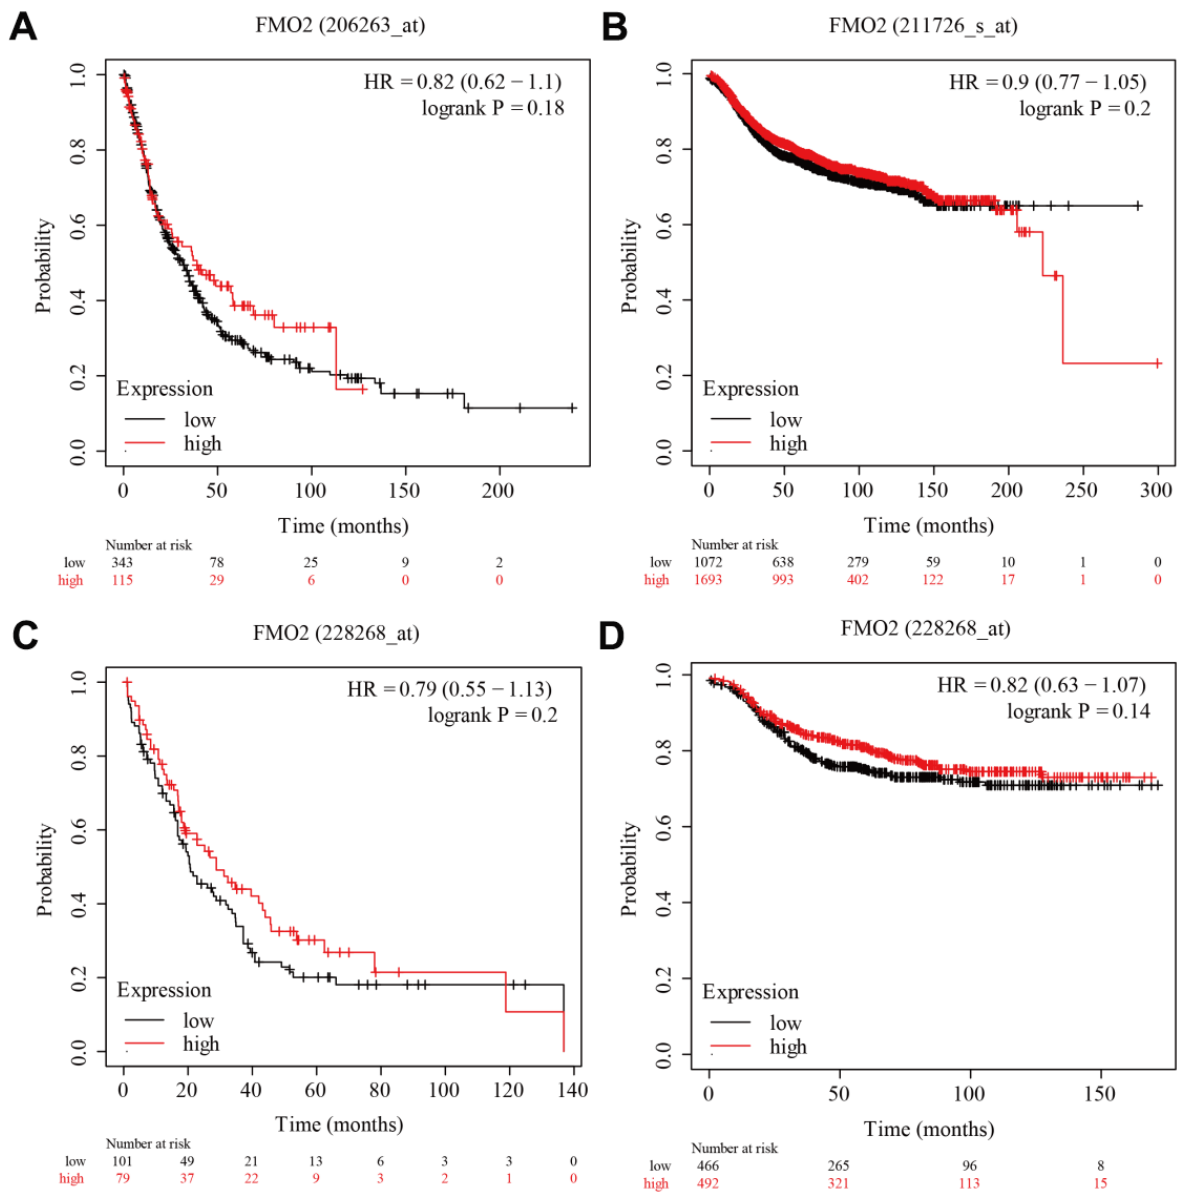 A
FMO2 (206263_at)
HR = 0.82 (0.62 − 1.1)
logrank P = 0.18
Probability
1.0
0.8
0.6
0.4
0.2
0.0
Expression
low
high
0 50 100 150 200
Time (months)
Number at risk
low 343 78 25 9 2
high 115 29 6 0 0
B
FMO2 (211726_s_at)
HR = 0.9 (0.77 − 1.05)
logrank P = 0.2
Probability
1.0
0.8
0.6
0.4
0.2
0.0
Expression
low
high
0 50 100 150 200 250 300
Time (months)
Number at risk
low 1072 638 279 59 10 1 0
high 1693 993 402 122 17 1 0
C
FMO2 (228268_at)
HR = 0.79 (0.55 − 1.13)
logrank P = 0.2
Probability
1.0
0.8
0.6
0.4
0.2
0.0
Expression
low
high
0 20 40 60 80 100 120 140
Time (months)
Number at risk
low 101 49 21 13 6 3 3 0
high 79 37 22 9 3 2 1 0
D
FMO2 (228268_at)
HR = 0.82 (0.63 − 1.07)
logrank P = 0.14
Probability
1.0
0.8
0.6
0.4
0.2
0.0
Expression
low
high
0 50 100 150
Time (months)
Number at risk
low 466 265 96 8
high 492 321 113 15